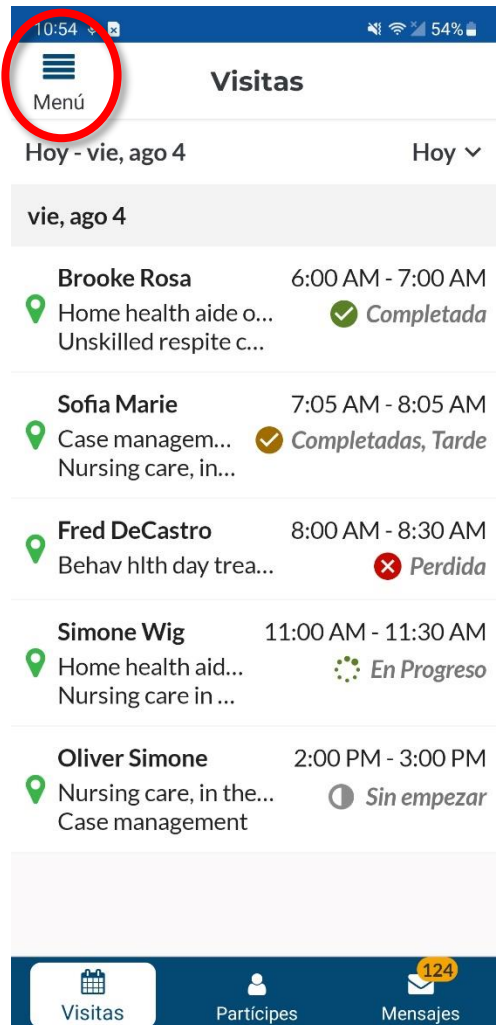 10:54 54%
Menú Visitas
Hoy - vie, ago 4 Hoy
vie, ago 4
Brooke Rosa 6:00 AM - 7:00 AM
Home health aide o... Completada
Unskilled respite c...
Sofia Marie 7:05 AM - 8:05 AM
Case managem... Completadas, Tarde
Nursing care, in...
Fred DeCastro 8:00 AM - 8:30 AM
Behav hlth day trea... Perdida
Simone Wig 11:00 AM - 11:30 AM
Home health aid... En Progreso
Nursing care in ...
Oliver Simone 2:00 PM - 3:00 PM
Nursing care, in the... Sin empezar
Case management
124
Visitas Partícipes Mensajes